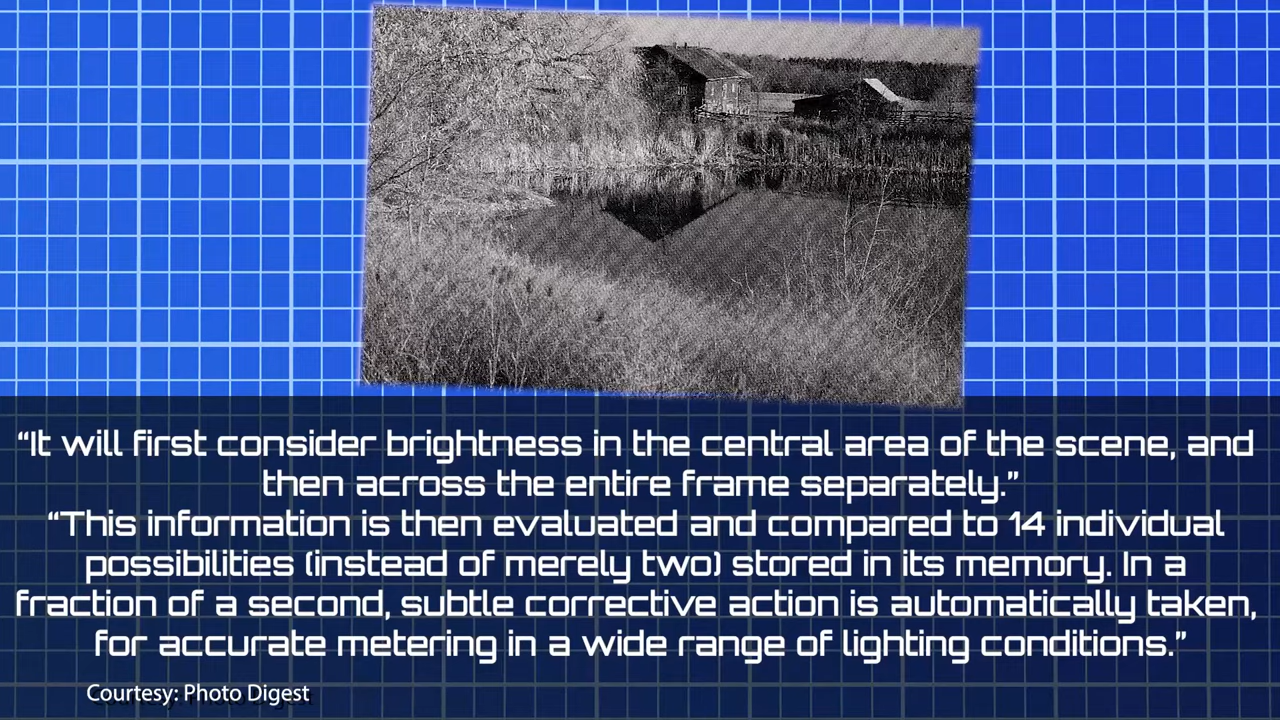 “It will first consider brightness in the central area of the scene, and
then across the entire frame separately.”
“This information is then evaluated and compared to 14 individual
possibilities (instead of merely two) stored in its memory. In a
fraction of a second, subtle corrective action is automatically taken,
for accurate metering in a wide range of lighting conditions.”
Courtesy: Photo Digest